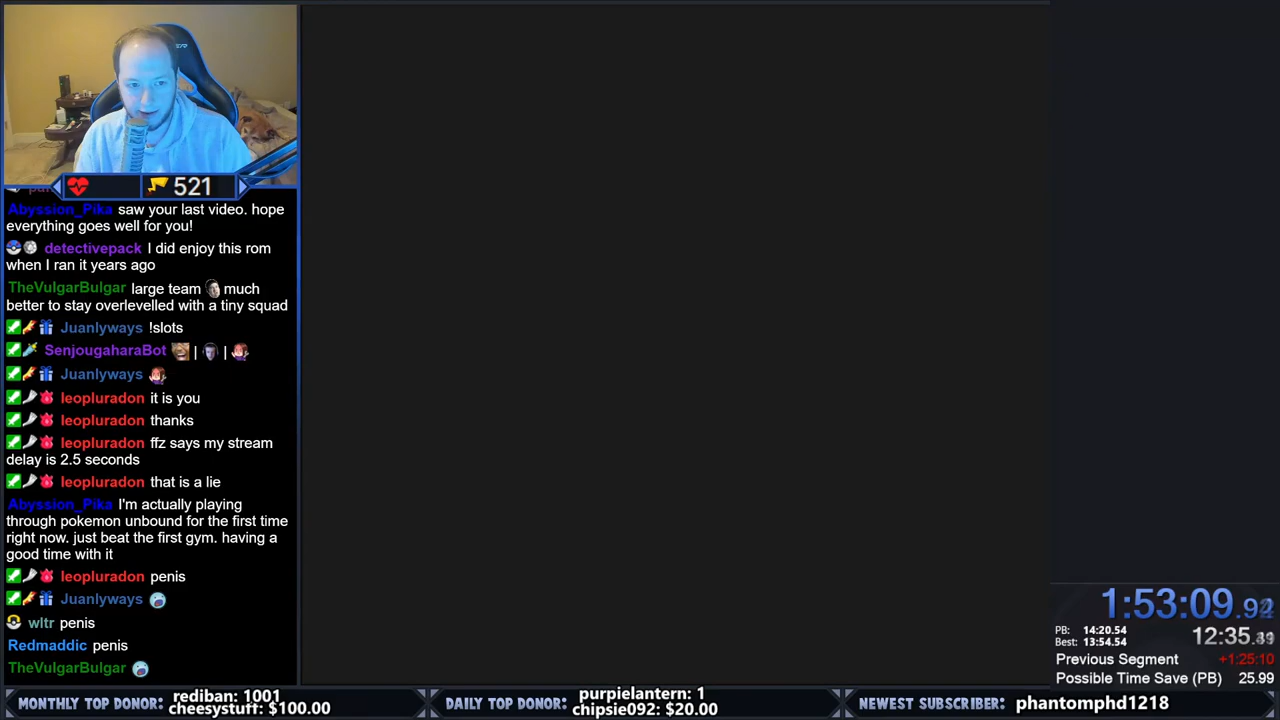 521
Abyssion_Pika saw your last video. hope
everything goes well for you!
detectivepack I did enjoy this rom
when I ran it years ago
TheVulgarBulgar large team much
better to stay overlevelled with a tiny squad
Juanlyways !slots
SenjougaharaBot | |
Juanlyways
leopluradon it is you
leopluradon thanks
leopluradon ffz says my stream
delay is 2.5 seconds
leopluradon that is a lie
Abyssion_Pika I'm actually playing
through pokemon unbound for the first time
right now. just beat the first gym. having a
good time with it
leopluradon penis
Juanlyways
wltr penis
Redmaddic penis
TheVulgarBulgar
1:53:09
PB: 14:20.54
Best: 13:54.54
12:35
Previous Segment +1:25:10
Possible Time Save (PB) 25.99
MONTHLY TOP DONOR: rediban: 1001
cheesystuff: $100.00
DAILY TOP DONOR: purpielantern: 1
chipsie092: $20.00
NEWEST SUBSCRIBER: phantomphd1218